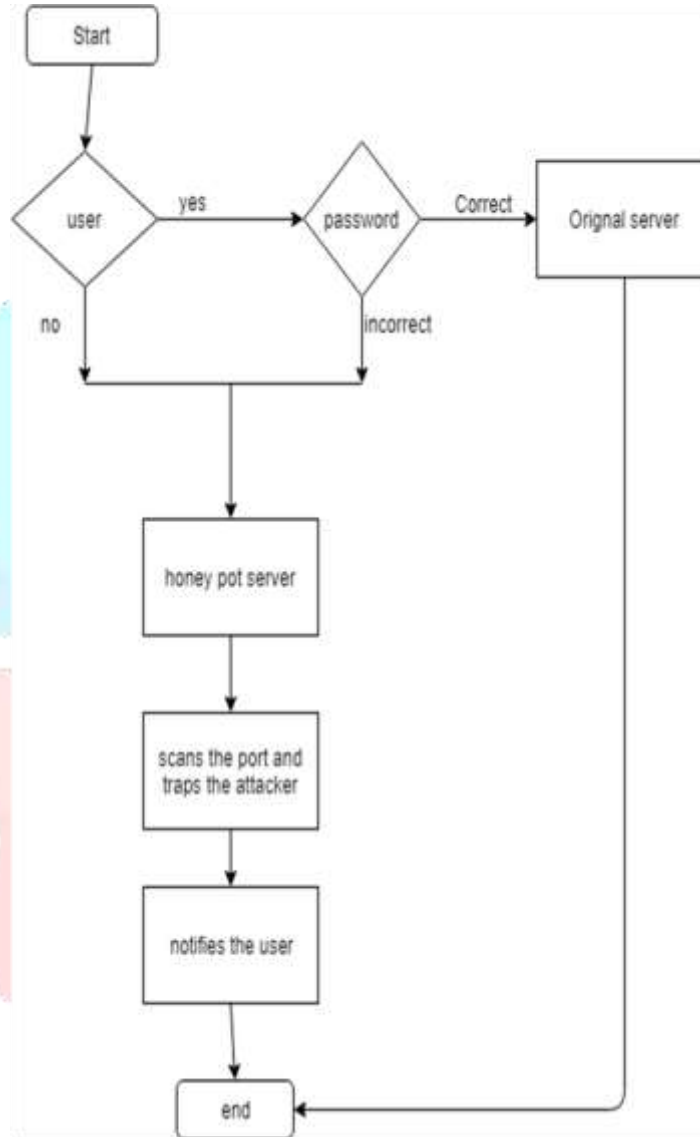 Start
user
yes
password
Correct
Orignal server
no
incorrect
honey pot server
scans the port and
traps the attacker
notifies the user
end